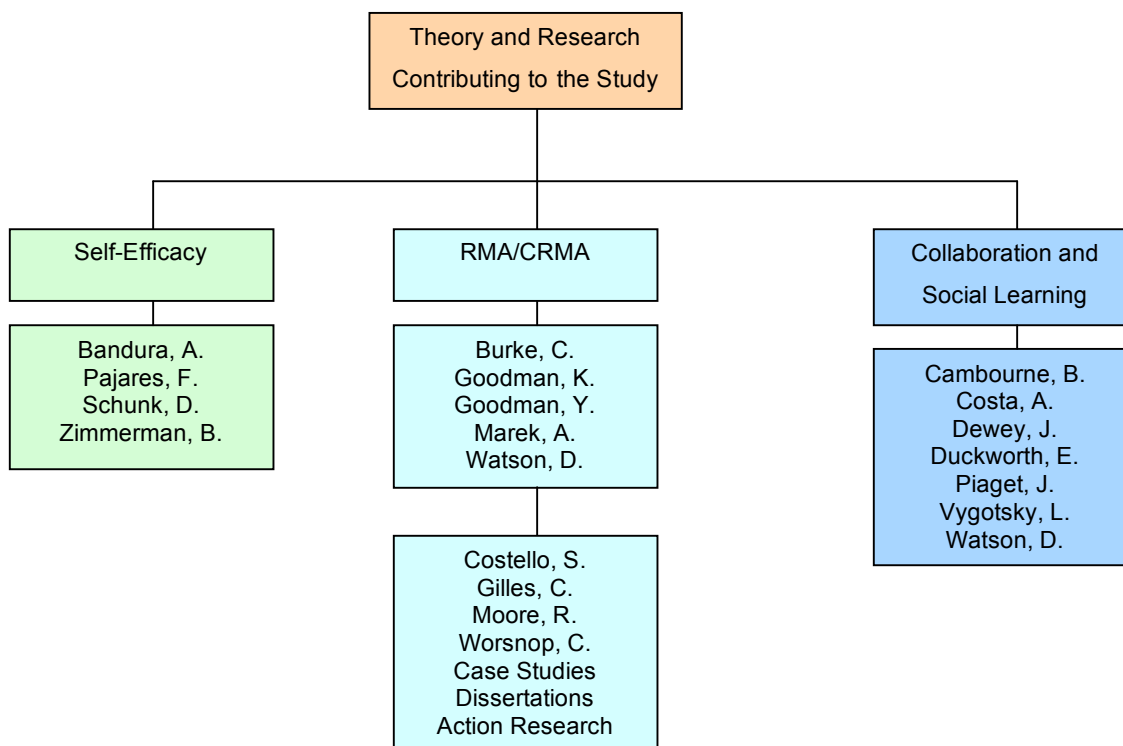 Theory and Research
Contributing to the Study
Self-Efficacy
Bandura, A.
Pajares, F.
Schunk, D.
Zimmerman, B.
RMA/CRMA
Burke, C.
Goodman, K.
Goodman, Y.
Marek, A.
Watson, D.
Costello, S.
Gilles, C.
Moore, R.
Worsnop, C.
Case Studies
Dissertations
Action Research
Collaboration and
Social Learning
Cambourne, B.
Costa, A.
Dewey, J.
Duckworth, E.
Piaget, J.
Vygotsky, L.
Watson, D.